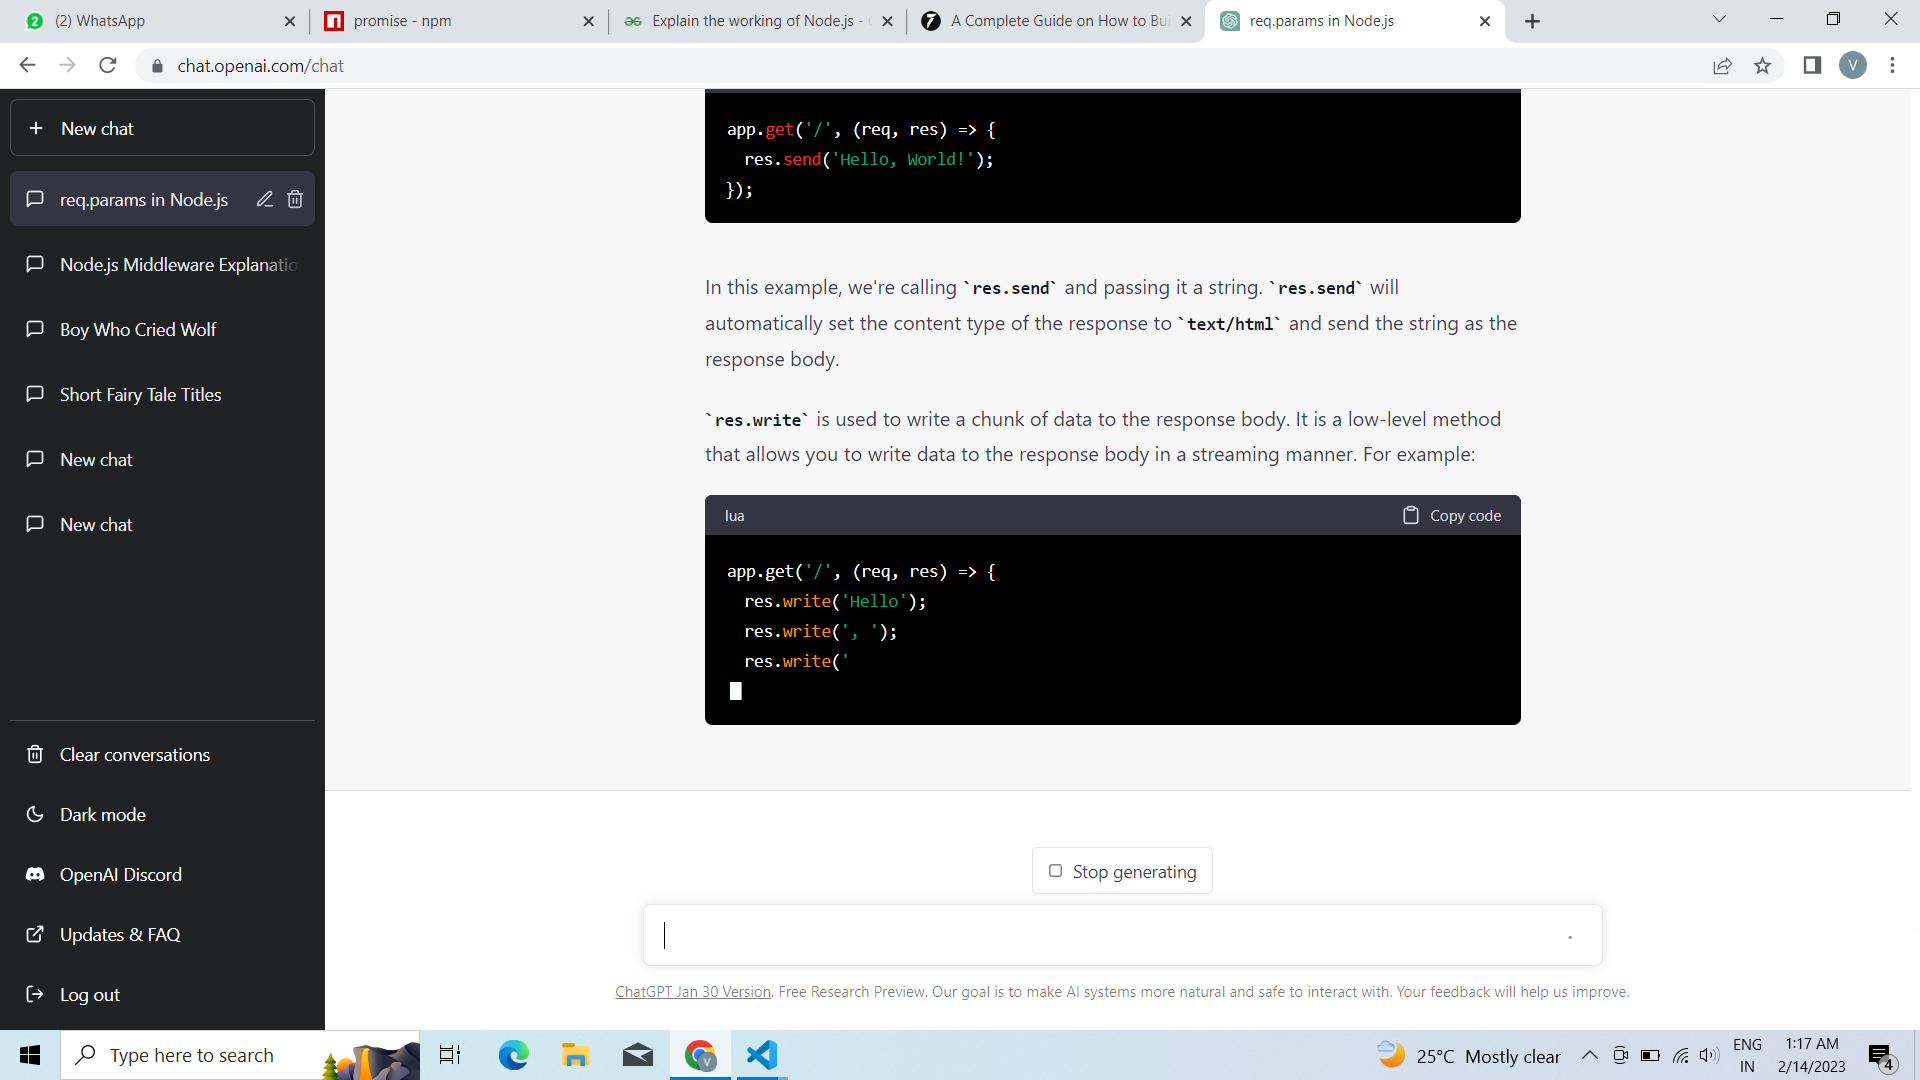 2 (2) WhatsApp
promise - npm
Explain the working of Node.js -
A Complete Guide on How to Bui
req.params in Node.js
chat.openai.com/chat
V
New chat
req.params in Node.js
Node.js Middleware Explanatio
Boy Who Cried Wolf
Short Fairy Tale Titles
New chat
New chat
Clear conversations
Dark mode
OpenAI Discord
Updates & FAQ
Log out
app.get('/', (req, res) => {
res.send('Hello, World!');
});
In this example, we're calling `res.send` and passing it a string. `res.send` will
automatically set the content type of the response to `text/html` and send the string as the
response body.
`res.write` is used to write a chunk of data to the response body. It is a low-level method
that allows you to write data to the response body in a streaming manner. For example:
lua Copy code
app.get('/', (req, res) => {
res.write('Hello');
res.write(', ');
res.write('
Stop generating
ChatGPT Jan 30 Version. Free Research Preview. Our goal is to make AI systems more natural and safe to interact with. Your feedback will help us improve.
Type here to search
V
25°C Mostly clear
ENG
IN
1:17 AM
2/14/2023
4